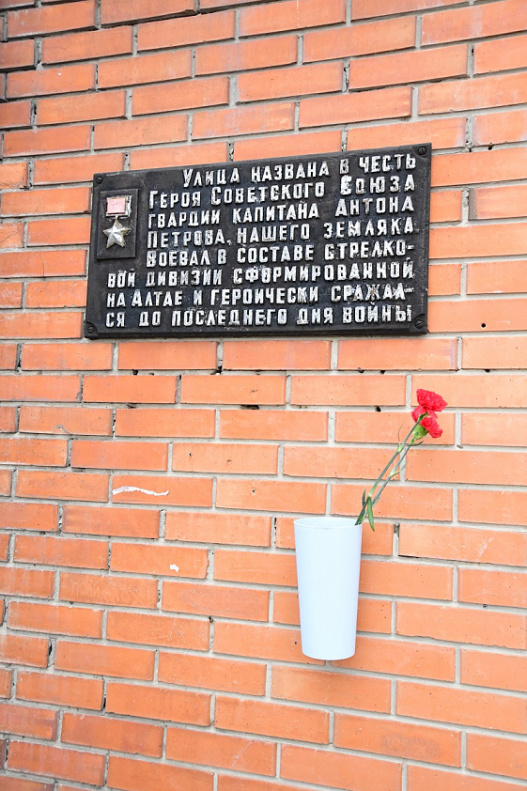 Улица названа в честь
Героя Советского Союза
гвардии капитана Антона
Петрова, нашего земляка.
Воевал в составе стрелко-
вой дивизии сформированной
на Алтае и героически сражал-
ся до последнего дня войны